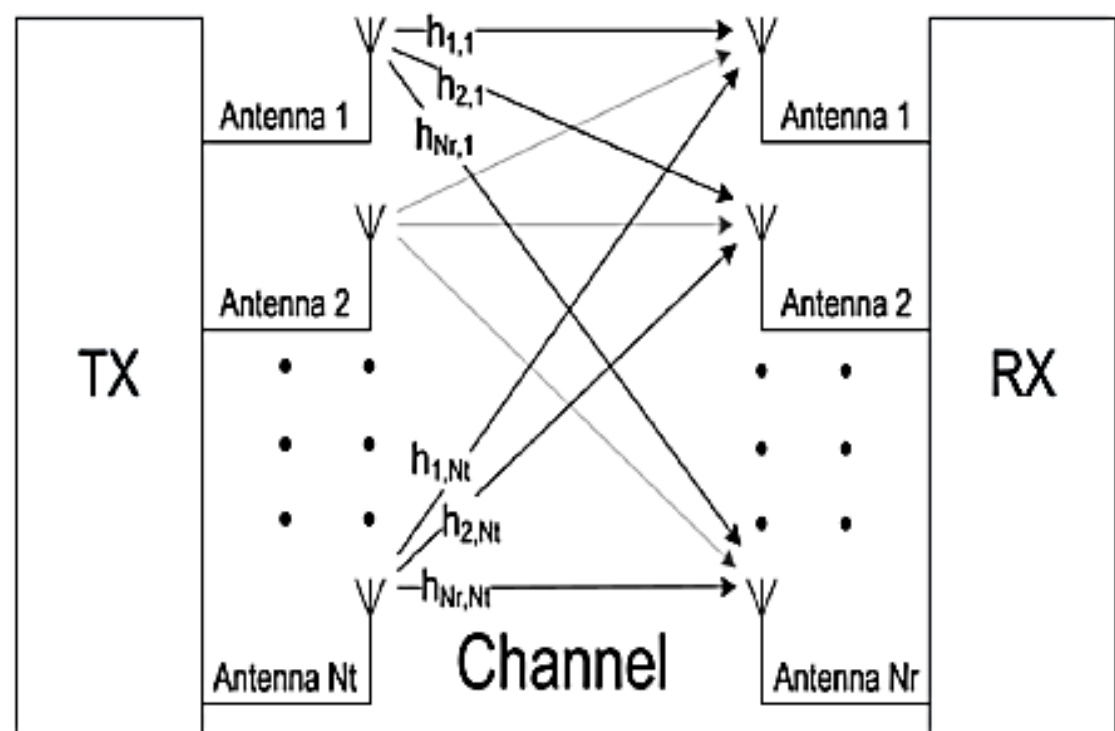 h1,1
Antenna 1
h2,1
Antenna 1
hNr,1
Antenna 2
Antenna 2
TX
RX
h1,Nt
h2,Nt
hNr,Nt
Channel
Antenna Nt
Antenna Nr